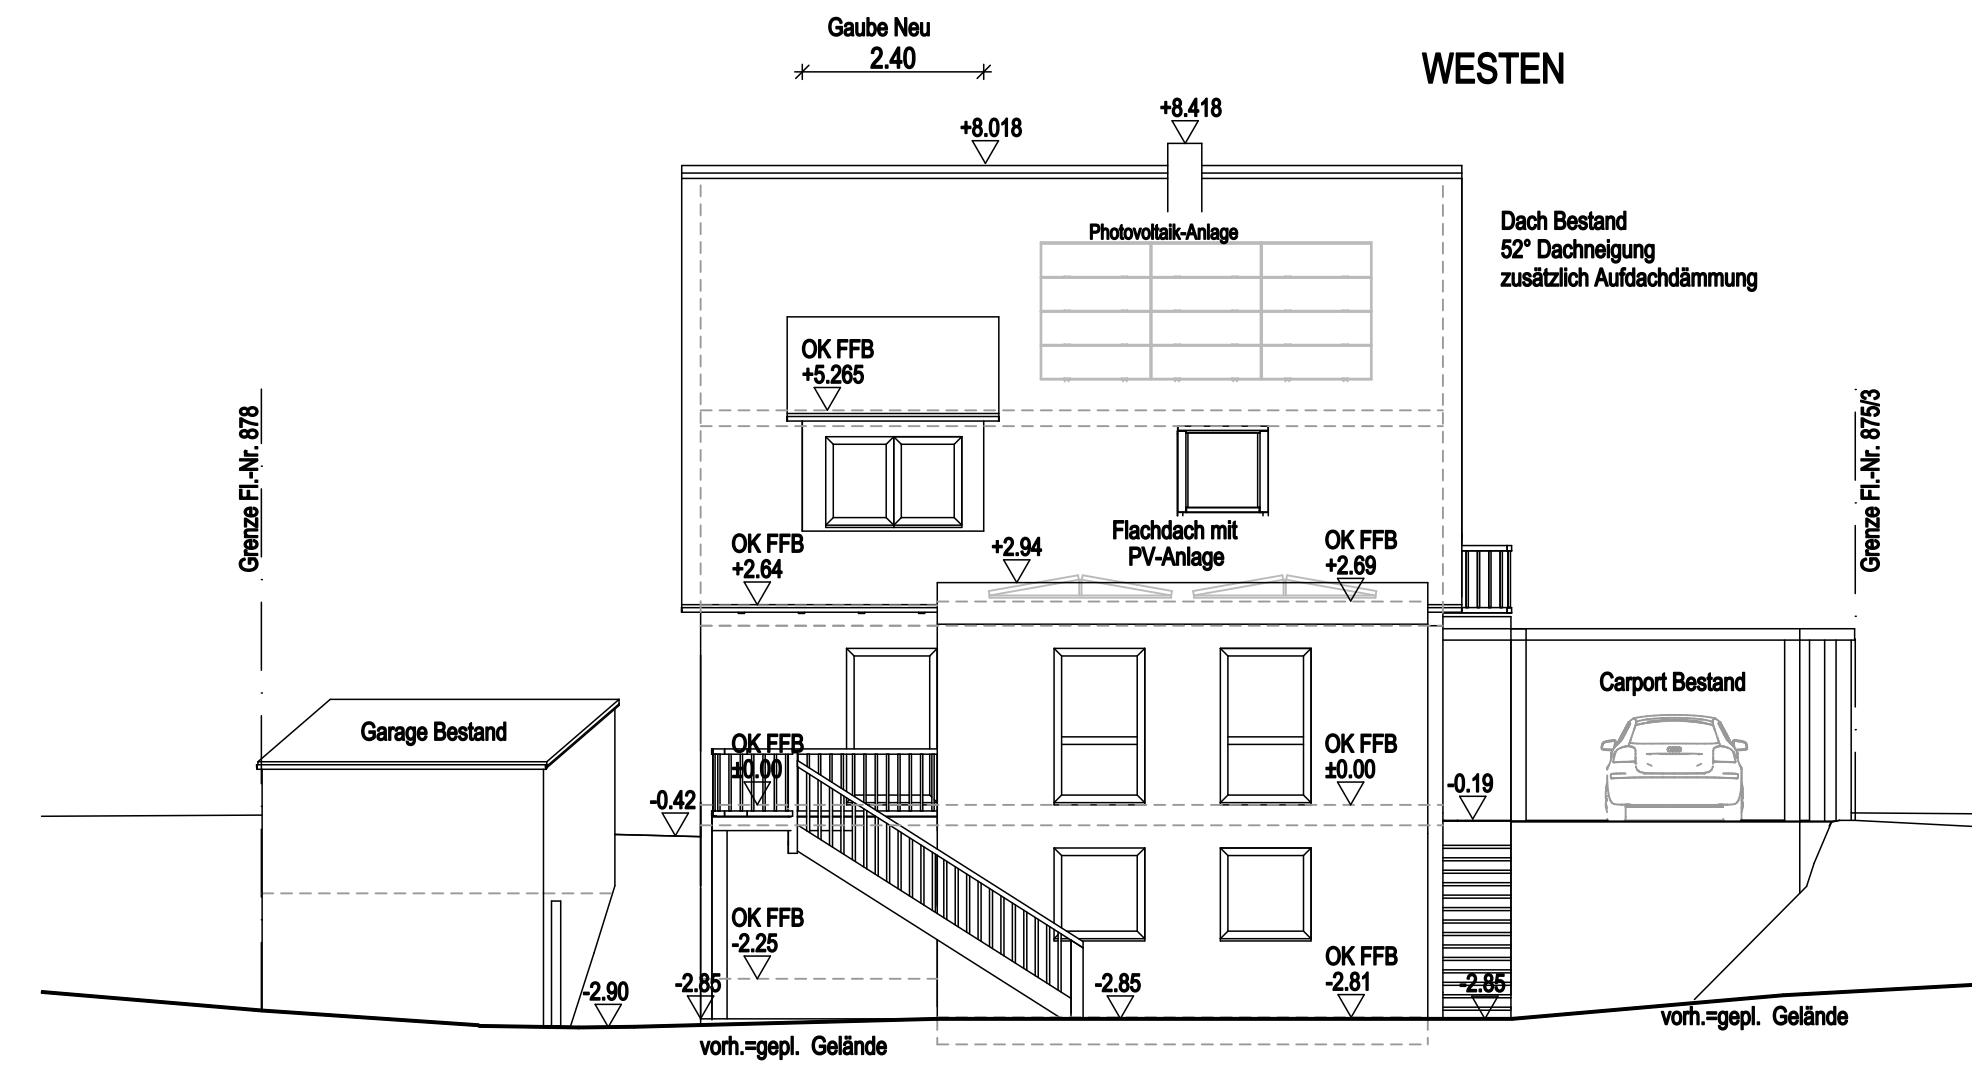 Gaube Neu
2.40
WESTEN
+8.418
+8.018
Dach Bestand
52° Dachneigung
zusätzlich Aufdachdämmung
Photovoltaik-Anlage
OK FFB
+5.265
Grenze Fl.-Nr. 878
Grenze Fl.-Nr. 875/3
Flachdach mit
PV-Anlage
OK FFB
+2.64
+2.94
OK FFB
+2.69
Carport Bestand
Garage Bestand
OK FFB
±0.00
OK FFB
±0.00
-0.42
-0.19
OK FFB
-2.25
OK FFB
-2.81
-2.90
-2.85
-2.85
-2.85
vorh.=gepl. Gelände
vorh.=gepl. Gelände